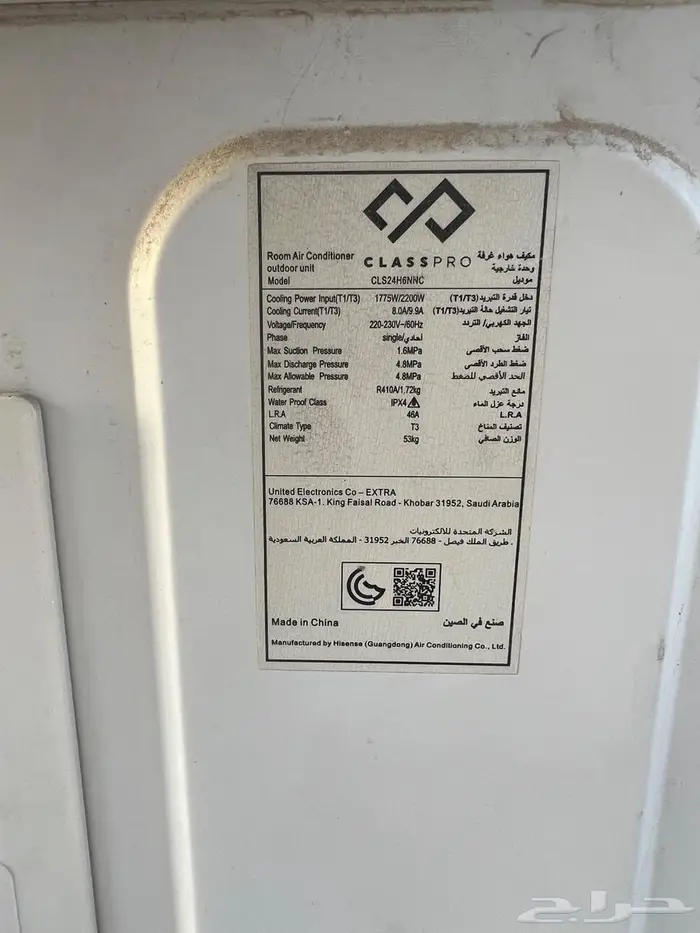 CLASSPRO
Room Air Conditioner مكيف هواء غرفة
outdoor unit وحدة خارجية
Model CLS24H6NNC موديل
Cooling Power Input(T1/T3) 1775W/2200W دخل قدرة التبريد(T1/T3)
Cooling Current(T1/T3) 8.0A/9.9A تيار التشغيل حالة التبريد(T1/T3)
Voltage/Frequency 220-230V~/60Hz الجهد الكهربي/ التردد
Phase single/أحادي الفاز
Max Suction Pressure 1.6MPa ضغط سحب الأقصى
Max Discharge Pressure 4.8MPa ضغط الطرد الأقصى
Max Allowable Pressure 4.8MPa الحد الأقصي للضغط
Refrigerant R410A/1.72kg مائع التبريد
Water Proof Class IPX4 درجة عزل الماء
L.R.A 46A L.R.A
Climate Type T3 تصنيف المناخ
Net Weight 53kg الوزن الصافي
United Electronics Co – EXTRA
76688 KSA-1. King Faisal Road - Khobar 31952, Saudi Arabia
الشركة المتحدة للالكترونيات
طريق الملك فيصل - 76688 الخبر 31952 - المملكة العربية السعودية .
Made in China صنع في الصين
Manufactured by Hisense (Guangdong) Air Conditioning Co., Ltd.
حراج